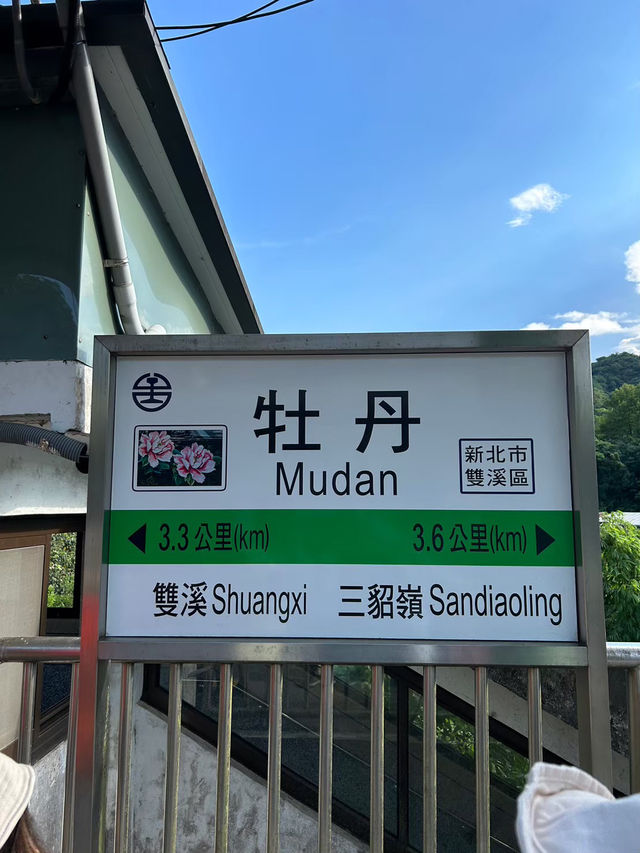 牡丹
Mudan
新北市
雙溪區
3.3 公里(km)
3.6 公里(km)
雙溪 Shuangxi
三貂嶺 Sandiaoling